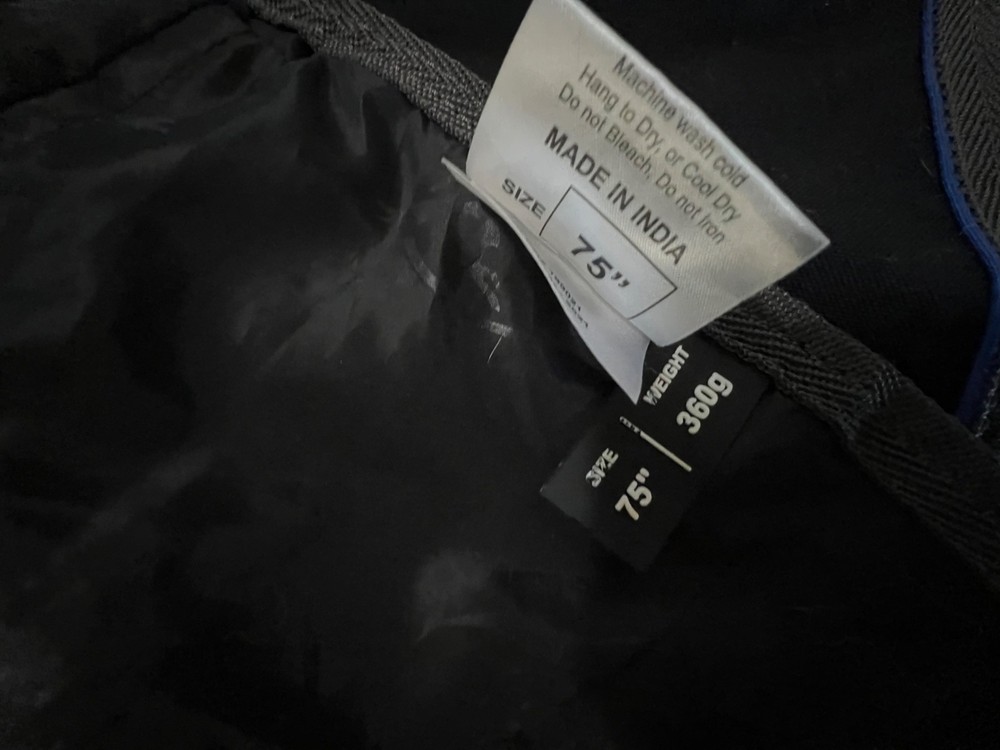 Machine wash cold
Hang to Dry, or Cool Dry
Do not Bleach, Do not Iron
MADE IN INDIA
SIZE
75”
SIZE
75"
WEIGHT
360g